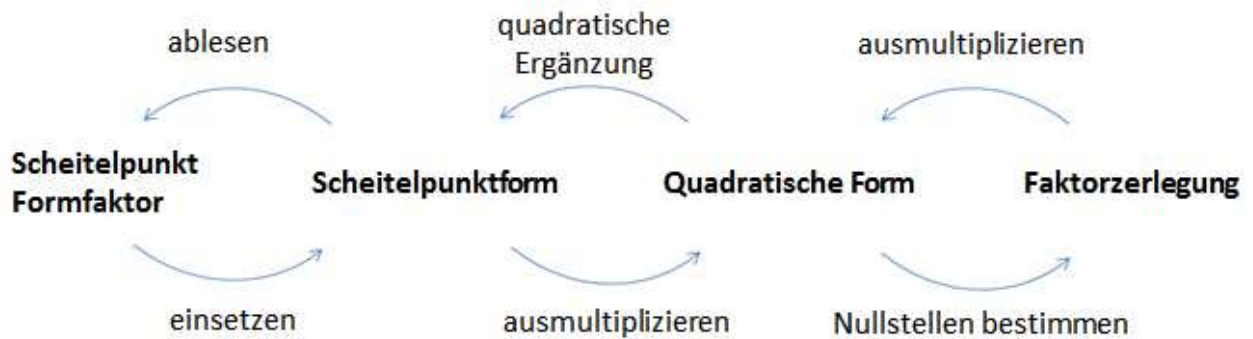 ablesen
quadratische
Ergänzung
ausmultiplizieren
Scheitelpunkt
Formfaktor
Scheitelpunktform
Quadratische Form
Faktorzerlegung
einsetzen
ausmultiplizieren
Nullstellen bestimmen